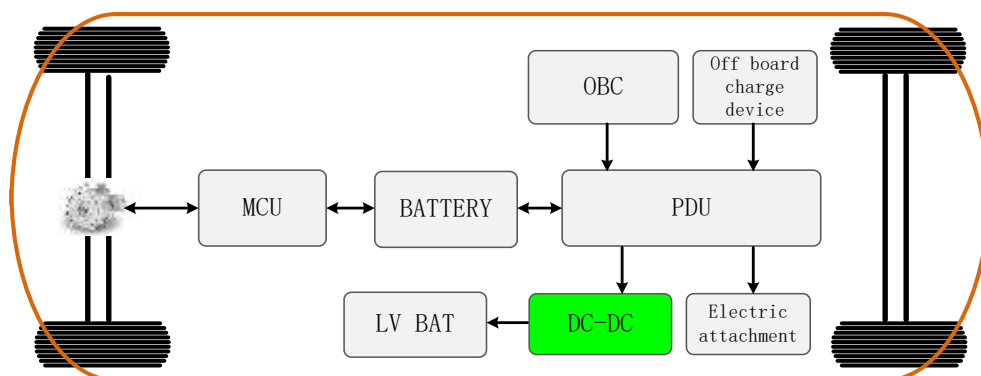 OBC
Off board
charge
device
MCU
BATTERY
PDU
LV BAT
DC-DC
Electric
attachment